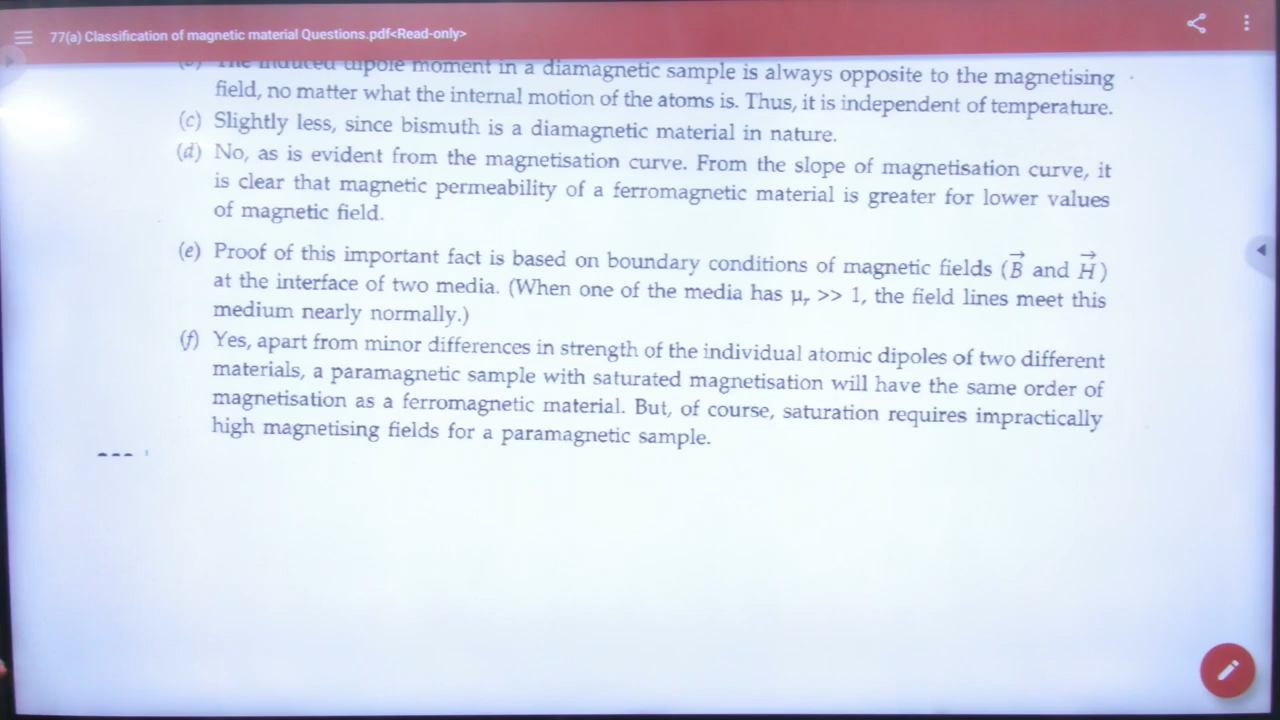 77(a) Classification of magnetic material Questions.pdf<Read-only>
(b) The induced dipole moment in a diamagnetic sample is always opposite to the magnetising
field, no matter what the internal motion of the atoms is. Thus, it is independent of temperature.
(c) Slightly less, since bismuth is a diamagnetic material in nature.
(d) No, as is evident from the magnetisation curve. From the slope of magnetisation curve, it
is clear that magnetic permeability of a ferromagnetic material is greater for lower values
of magnetic field.
(e) Proof of this important fact is based on boundary conditions of magnetic fields (B⃗ and H⃗)
at the interface of two media. (When one of the media has μr >> 1, the field lines meet this
medium nearly normally.)
(f) Yes, apart from minor differences in strength of the individual atomic dipoles of two different
materials, a paramagnetic sample with saturated magnetisation will have the same order of
magnetisation as a ferromagnetic material. But, of course, saturation requires impractically
high magnetising fields for a paramagnetic sample.